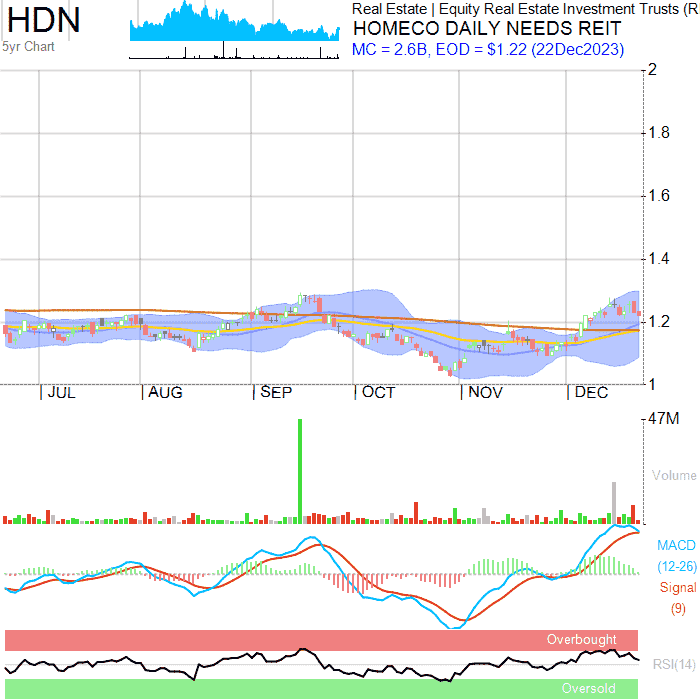 HDN
5yr Chart
Real Estate | Equity Real Estate Investment Trusts (R
HOMECO DAILY NEEDS REIT
MC = 2.6B, EOD = $1.22 (22Dec2023)
2
1.8
1.6
1.4
1.2
1
JUL
AUG
SEP
OCT
NOV
DEC
47M
Volume
MACD
(12-26)
Signal
(9)
Overbought
RSI(14)
Oversold